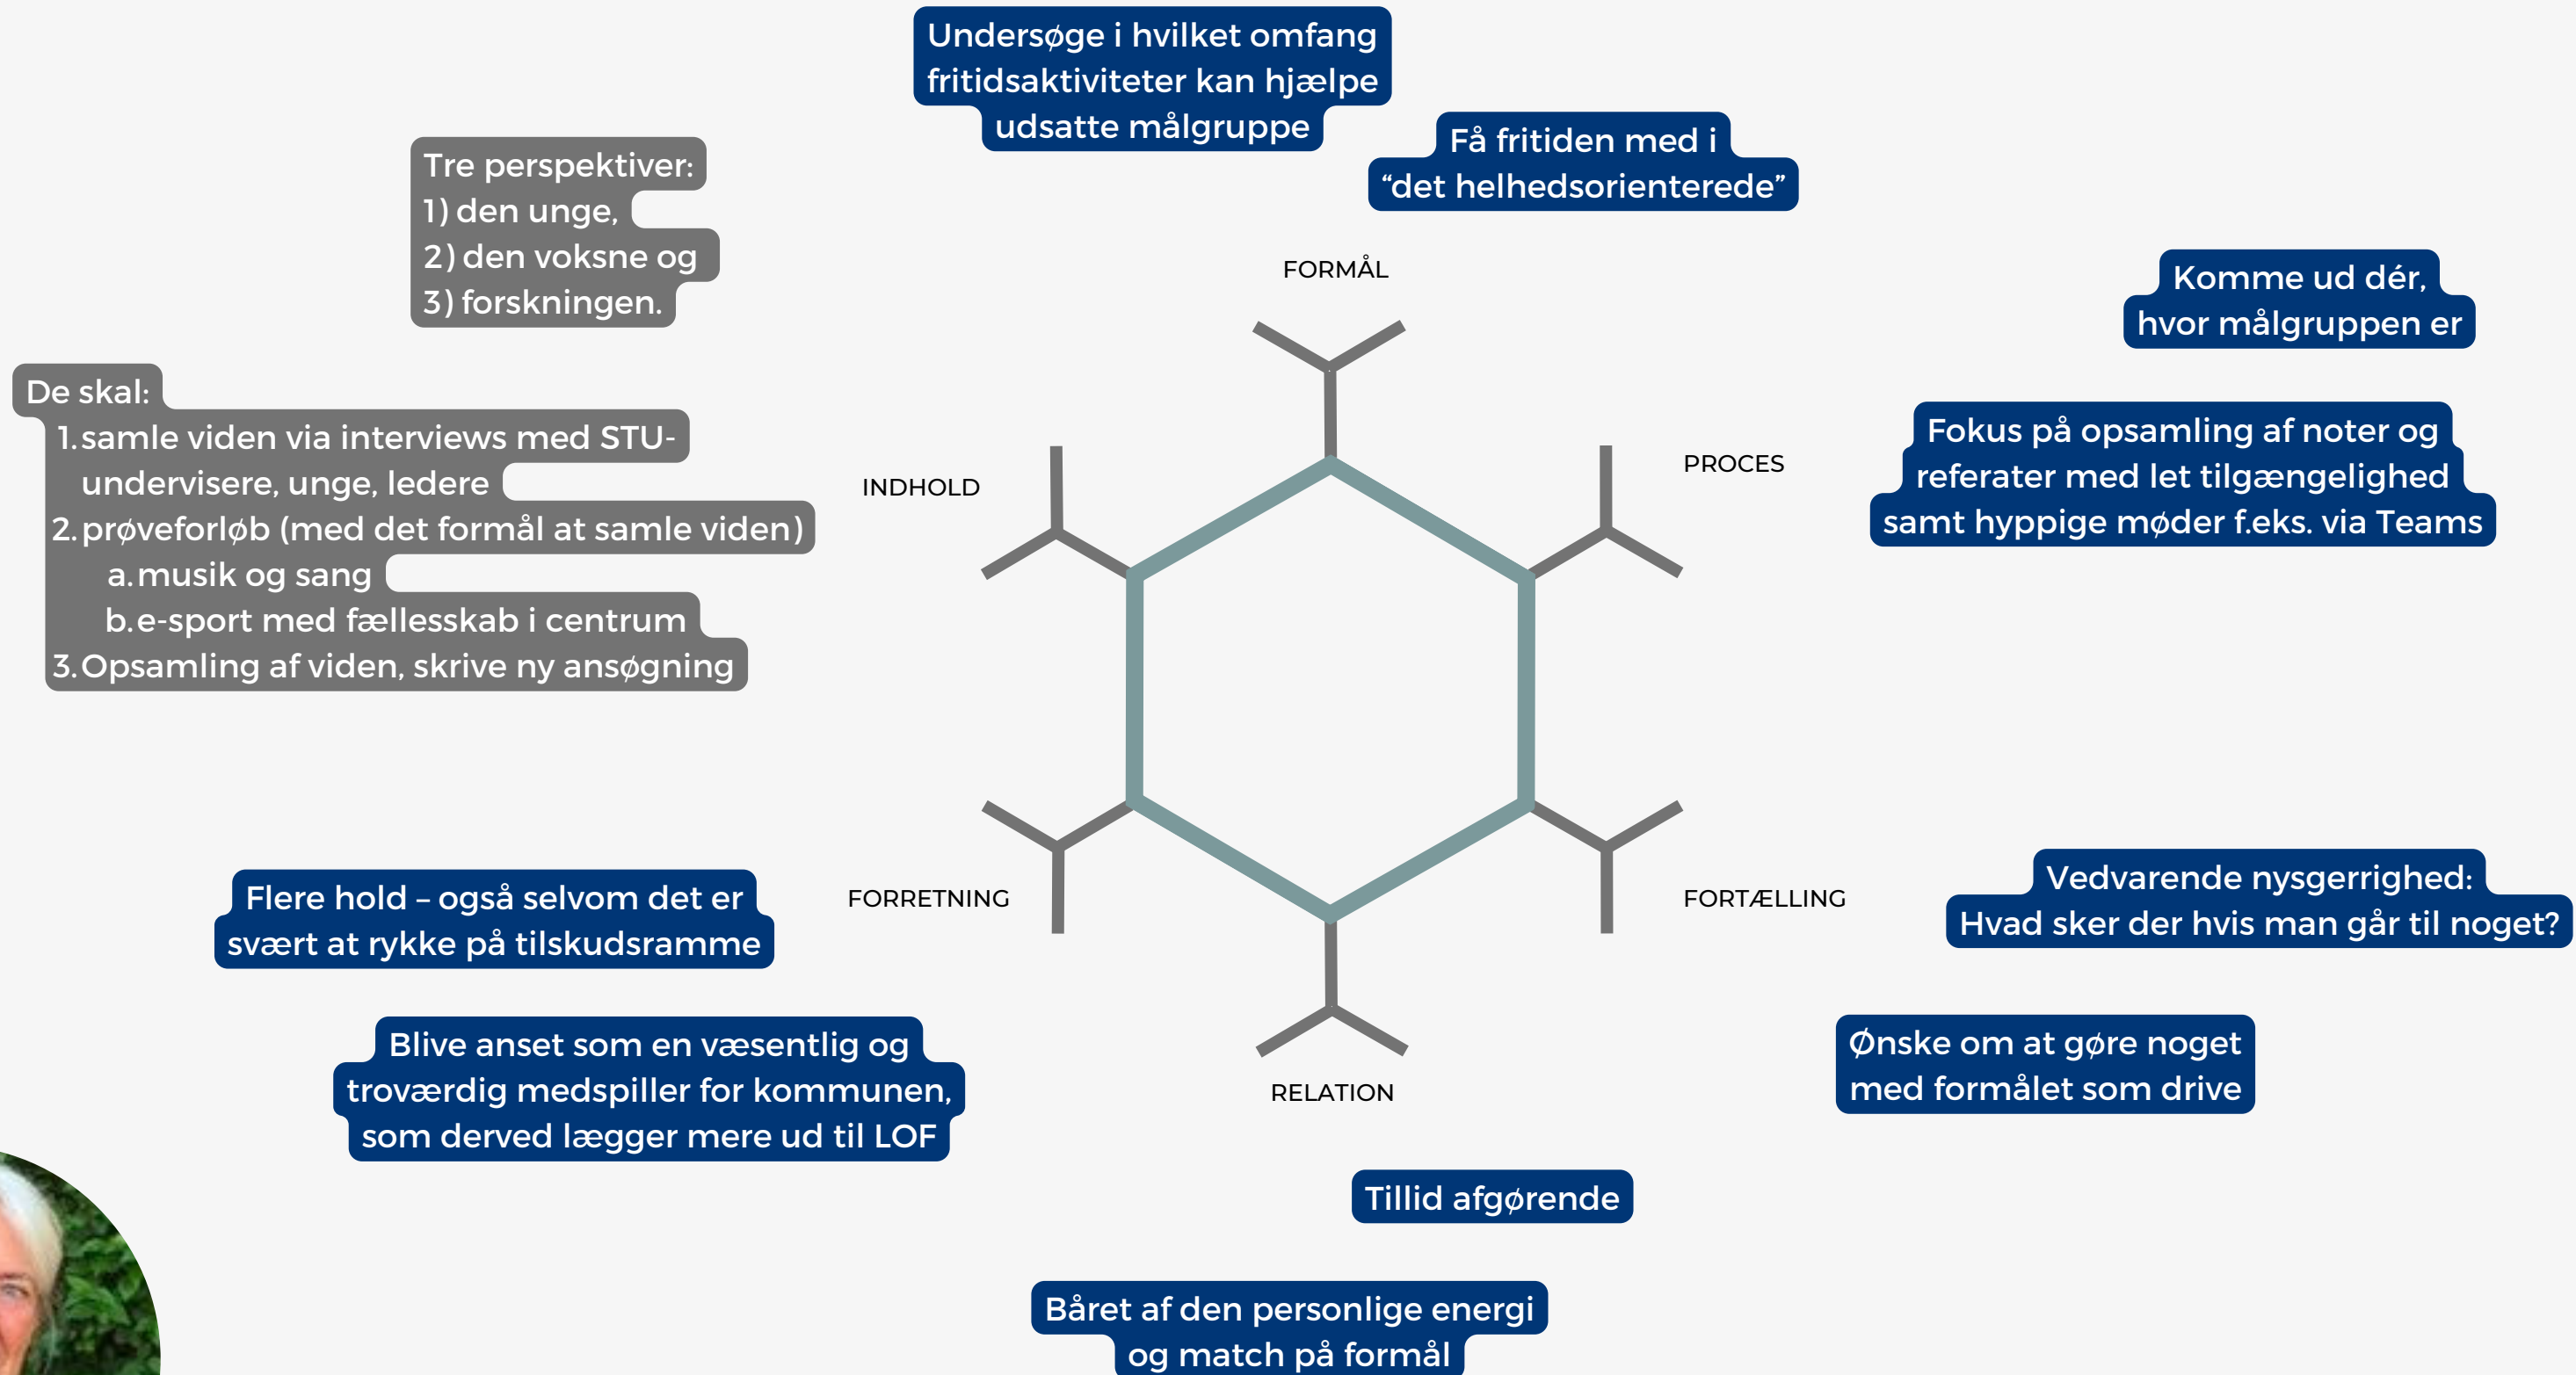 Undersøge i hvilket omfang
fritidsaktiviteter kan hjælpe
udsatte målgruppe
Få fritiden med i
“det helhedsorienterede”
Tre perspektiver:
1) den unge,
2) den voksne og
3) forskningen.
FORMÅL
Komme ud dér,
hvor målgruppen er
De skal:
1. samle viden via interviews med STU-
undervisere, unge, ledere
2. prøveforløb (med det formål at samle viden)
a. musik og sang
b. e-sport med fællesskab i centrum
3. Opsamling af viden, skrive ny ansøgning
INDHOLD
PROCES
Fokus på opsamling af noter og
referater med let tilgængelighed
samt hyppige møder f.eks. via Teams
Flere hold – også selvom det er
svært at rykke på tilskudsramme
FORRETNING
FORTÆLLING
Vedvarende nysgerrighed:
Hvad sker der hvis man går til noget?
Blive anset som en væsentlig og
troværdig medspiller for kommunen,
som derved lægger mere ud til LOF
RELATION
Ønske om at gøre noget
med formålet som drive
Tillid afgørende
Båret af den personlige energi
og match på formål